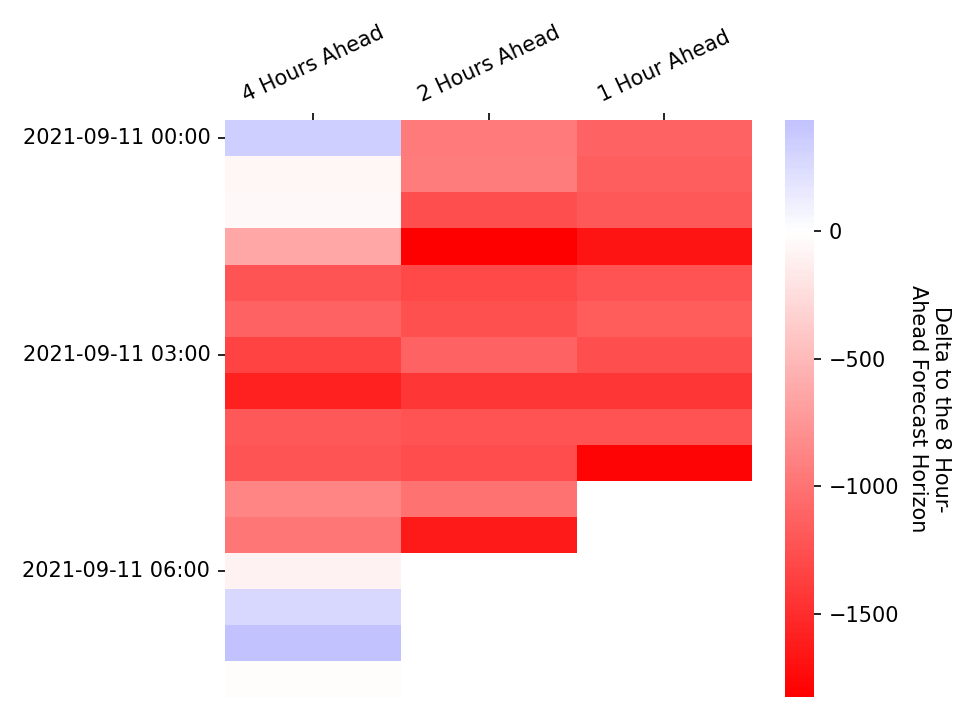 4 Hours Ahead
2 Hours Ahead
1 Hour Ahead
2021-09-11 00:00
2021-09-11 03:00
2021-09-11 06:00
0
−500
−1000
−1500
Delta to the 8 Hour-
Ahead Forecast Horizon